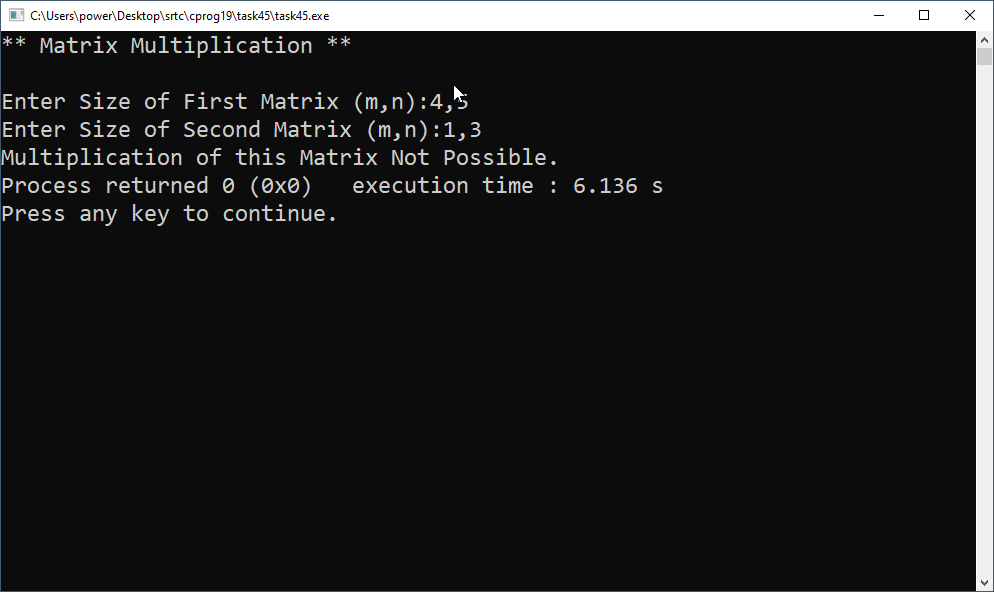 C:\Users\power\Desktop\srtc\cprog19\task45\task45.exe
** Matrix Multiplication **
Enter Size of First Matrix (m,n):4,5
Enter Size of Second Matrix (m,n):1,3
Multiplication of this Matrix Not Possible.
Process returned 0 (0x0)   execution time : 6.136 s
Press any key to continue.